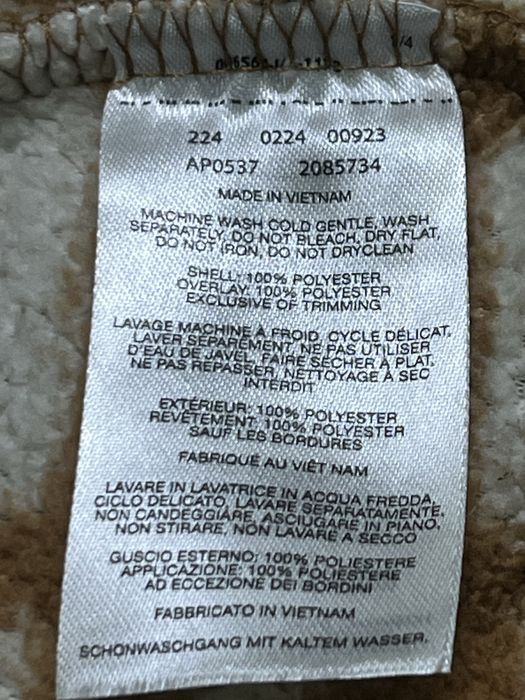 224 0224 00923
AP0537 2085734
MADE IN VIETNAM
MACHINE WASH COLD GENTLE, WASH
SEPARATELY, DO NOT BLEACH, DRY FLAT,
DO NOT IRON, DO NOT DRYCLEAN
SHELL: 100% POLYESTER
OVERLAY: 100% POLYESTER
EXCLUSIVE OF TRIMMING
LAVAGE MACHINE À FROID, CYCLE DÉLICAT,
LAVER SÉPARÉMENT, NE PAS UTILISER
D'EAU DE JAVEL, FAIRE SÉCHER À PLAT,
NE PAS REPASSER, NETTOYAGE À SEC
INTERDIT
EXTÉRIEUR: 100% POLYESTER
REVÊTEMENT: 100% POLYESTER
SAUF LES BORDURES
FABRIQUÉ AU VIÊT NAM
LAVARE IN LAVATRICE IN ACQUA FREDDA,
CICLO DELICATO, LAVARE SEPARATAMENTE,
NON CANDEGGIARE, ASCIUGARE IN PIANO,
NON STIRARE, NON LAVARE A SECCO
GUSCIO ESTERNO: 100% POLIESTERE
APPLICAZIONE: 100% POLIESTERE
AD ECCEZIONE DEI BORDINI
FABBRICATO IN VIETNAM
SCHONWASCHGANG MIT KALTEM WASSER,